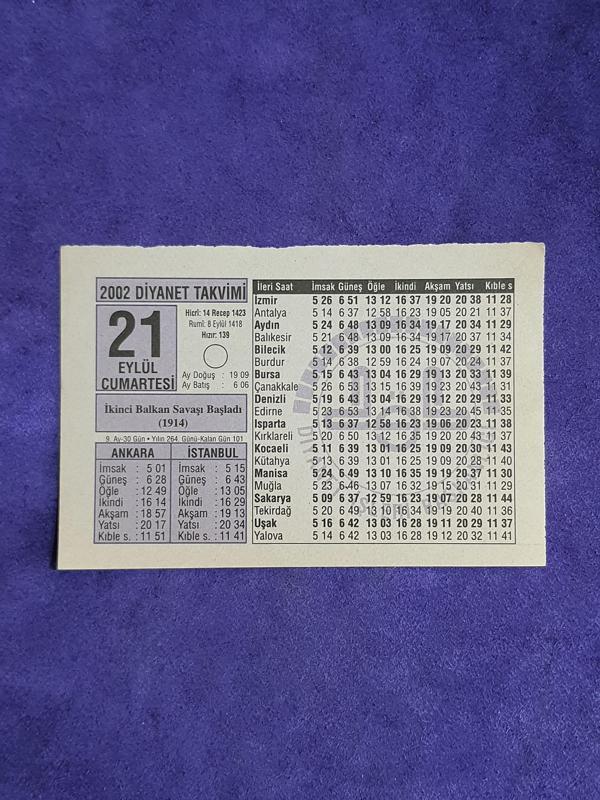 2002 DİYANET TAKVİMİ
21
EYLÜL
CUMARTESİ
Hicrî: 14 Recep 1423
Rumî: 8 Eylül 1418
Hızır: 139
Ay Doğuş : 19 09
Ay Batış : 6 06
İkinci Balkan Savaşı Başladı
(1914)
9. Ay-30 Gün • Yılın 264. Günü-Kalan Gün 101
ANKARA
İmsak : 5 01
Güneş : 6 28
Öğle : 12 49
İkindi : 16 14
Akşam : 18 57
Yatsı : 20 17
Kıble s. : 11 51
İSTANBUL
İmsak : 5 15
Güneş : 6 43
Öğle : 13 05
İkindi : 16 29
Akşam : 19 13
Yatsı : 20 34
Kıble s. : 11 41
İleri Saat İmsak Güneş Öğle İkindi Akşam Yatsı Kıble s
İzmir 5 26 6 51 13 12 16 37 19 20 20 38 11 28
Antalya 5 14 6 37 12 58 16 23 19 05 20 21 11 37
Aydın 5 24 6 48 13 09 16 34 19 17 20 34 11 29
Balıkesir 5 21 6 48 13 09 16 34 19 17 20 37 11 34
Bilecik 5 12 6 39 13 00 16 25 19 09 20 29 11 42
Burdur 5 14 6 38 12 59 16 24 19 07 20 24 11 37
Bursa 5 15 6 43 13 04 16 29 19 13 20 33 11 39
Çanakkale 5 26 6 53 13 15 16 39 19 23 20 43 11 31
Denizli 5 19 6 43 13 04 16 29 19 12 20 29 11 33
Edirne 5 23 6 53 13 14 16 38 19 23 20 45 11 35
Isparta 5 13 6 37 12 58 16 23 19 06 20 23 11 38
Kırklareli 5 20 6 50 13 12 16 35 19 20 20 43 11 37
Kocaeli 5 11 6 39 13 01 16 25 19 09 20 30 11 43
Kütahya 5 13 6 39 13 01 16 25 19 09 20 28 11 40
Manisa 5 24 6 49 13 10 16 35 19 19 20 37 11 30
Muğla 5 23 6 46 13 07 16 32 19 15 20 31 11 29
Sakarya 5 09 6 37 12 59 16 23 19 07 20 28 11 44
Tekirdağ 5 20 6 49 13 10 16 34 19 19 20 40 11 36
Uşak 5 16 6 42 13 03 16 28 19 11 20 29 11 37
Yalova 5 14 6 42 13 03 16 28 19 12 20 32 11 41